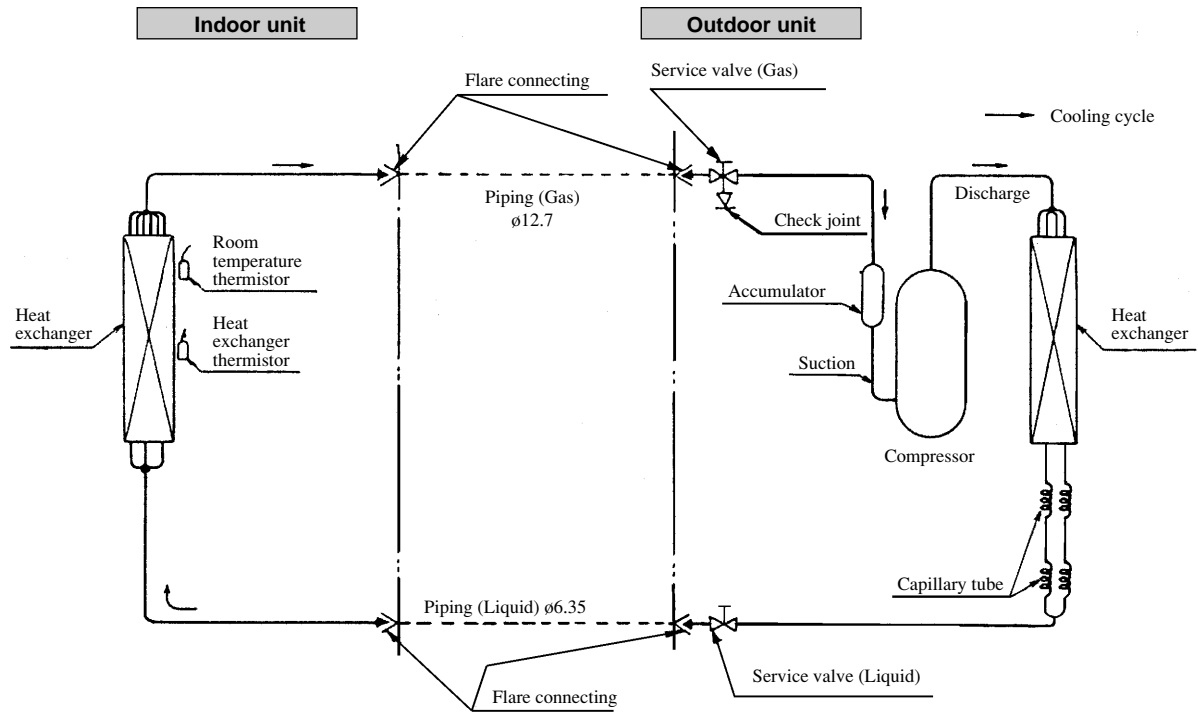 Indoor unit
Outdoor unit
Flare connecting
Service valve (Gas)
Cooling cycle
Piping (Gas)
ø12.7
Discharge
Check joint
Room
temperature
thermistor
Accumulator
Heat
exchanger
Heat
exchanger
thermistor
Heat
exchanger
Suction
Compressor
Capillary tube
Piping (Liquid) ø6.35
Service valve (Liquid)
Flare connecting